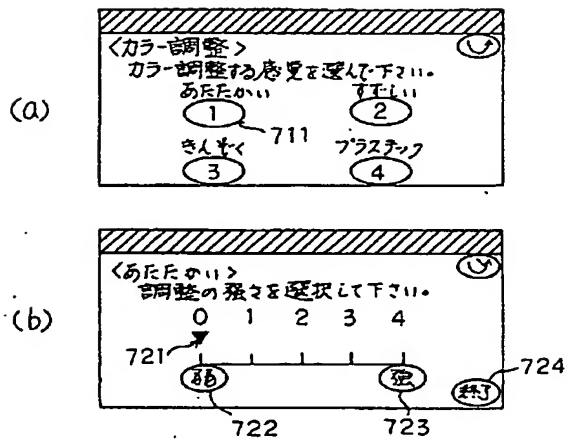 (a)
<カラー調整>
カラー調整する感覚を選んで下さい。
あたたかい すずしい
1 2
711
きんぞく プラスチック
3 4
(b)
<あたたかい>
調整の強さを選択して下さい。
0 1 2 3 4
721
弱 強 終了
722 723 724